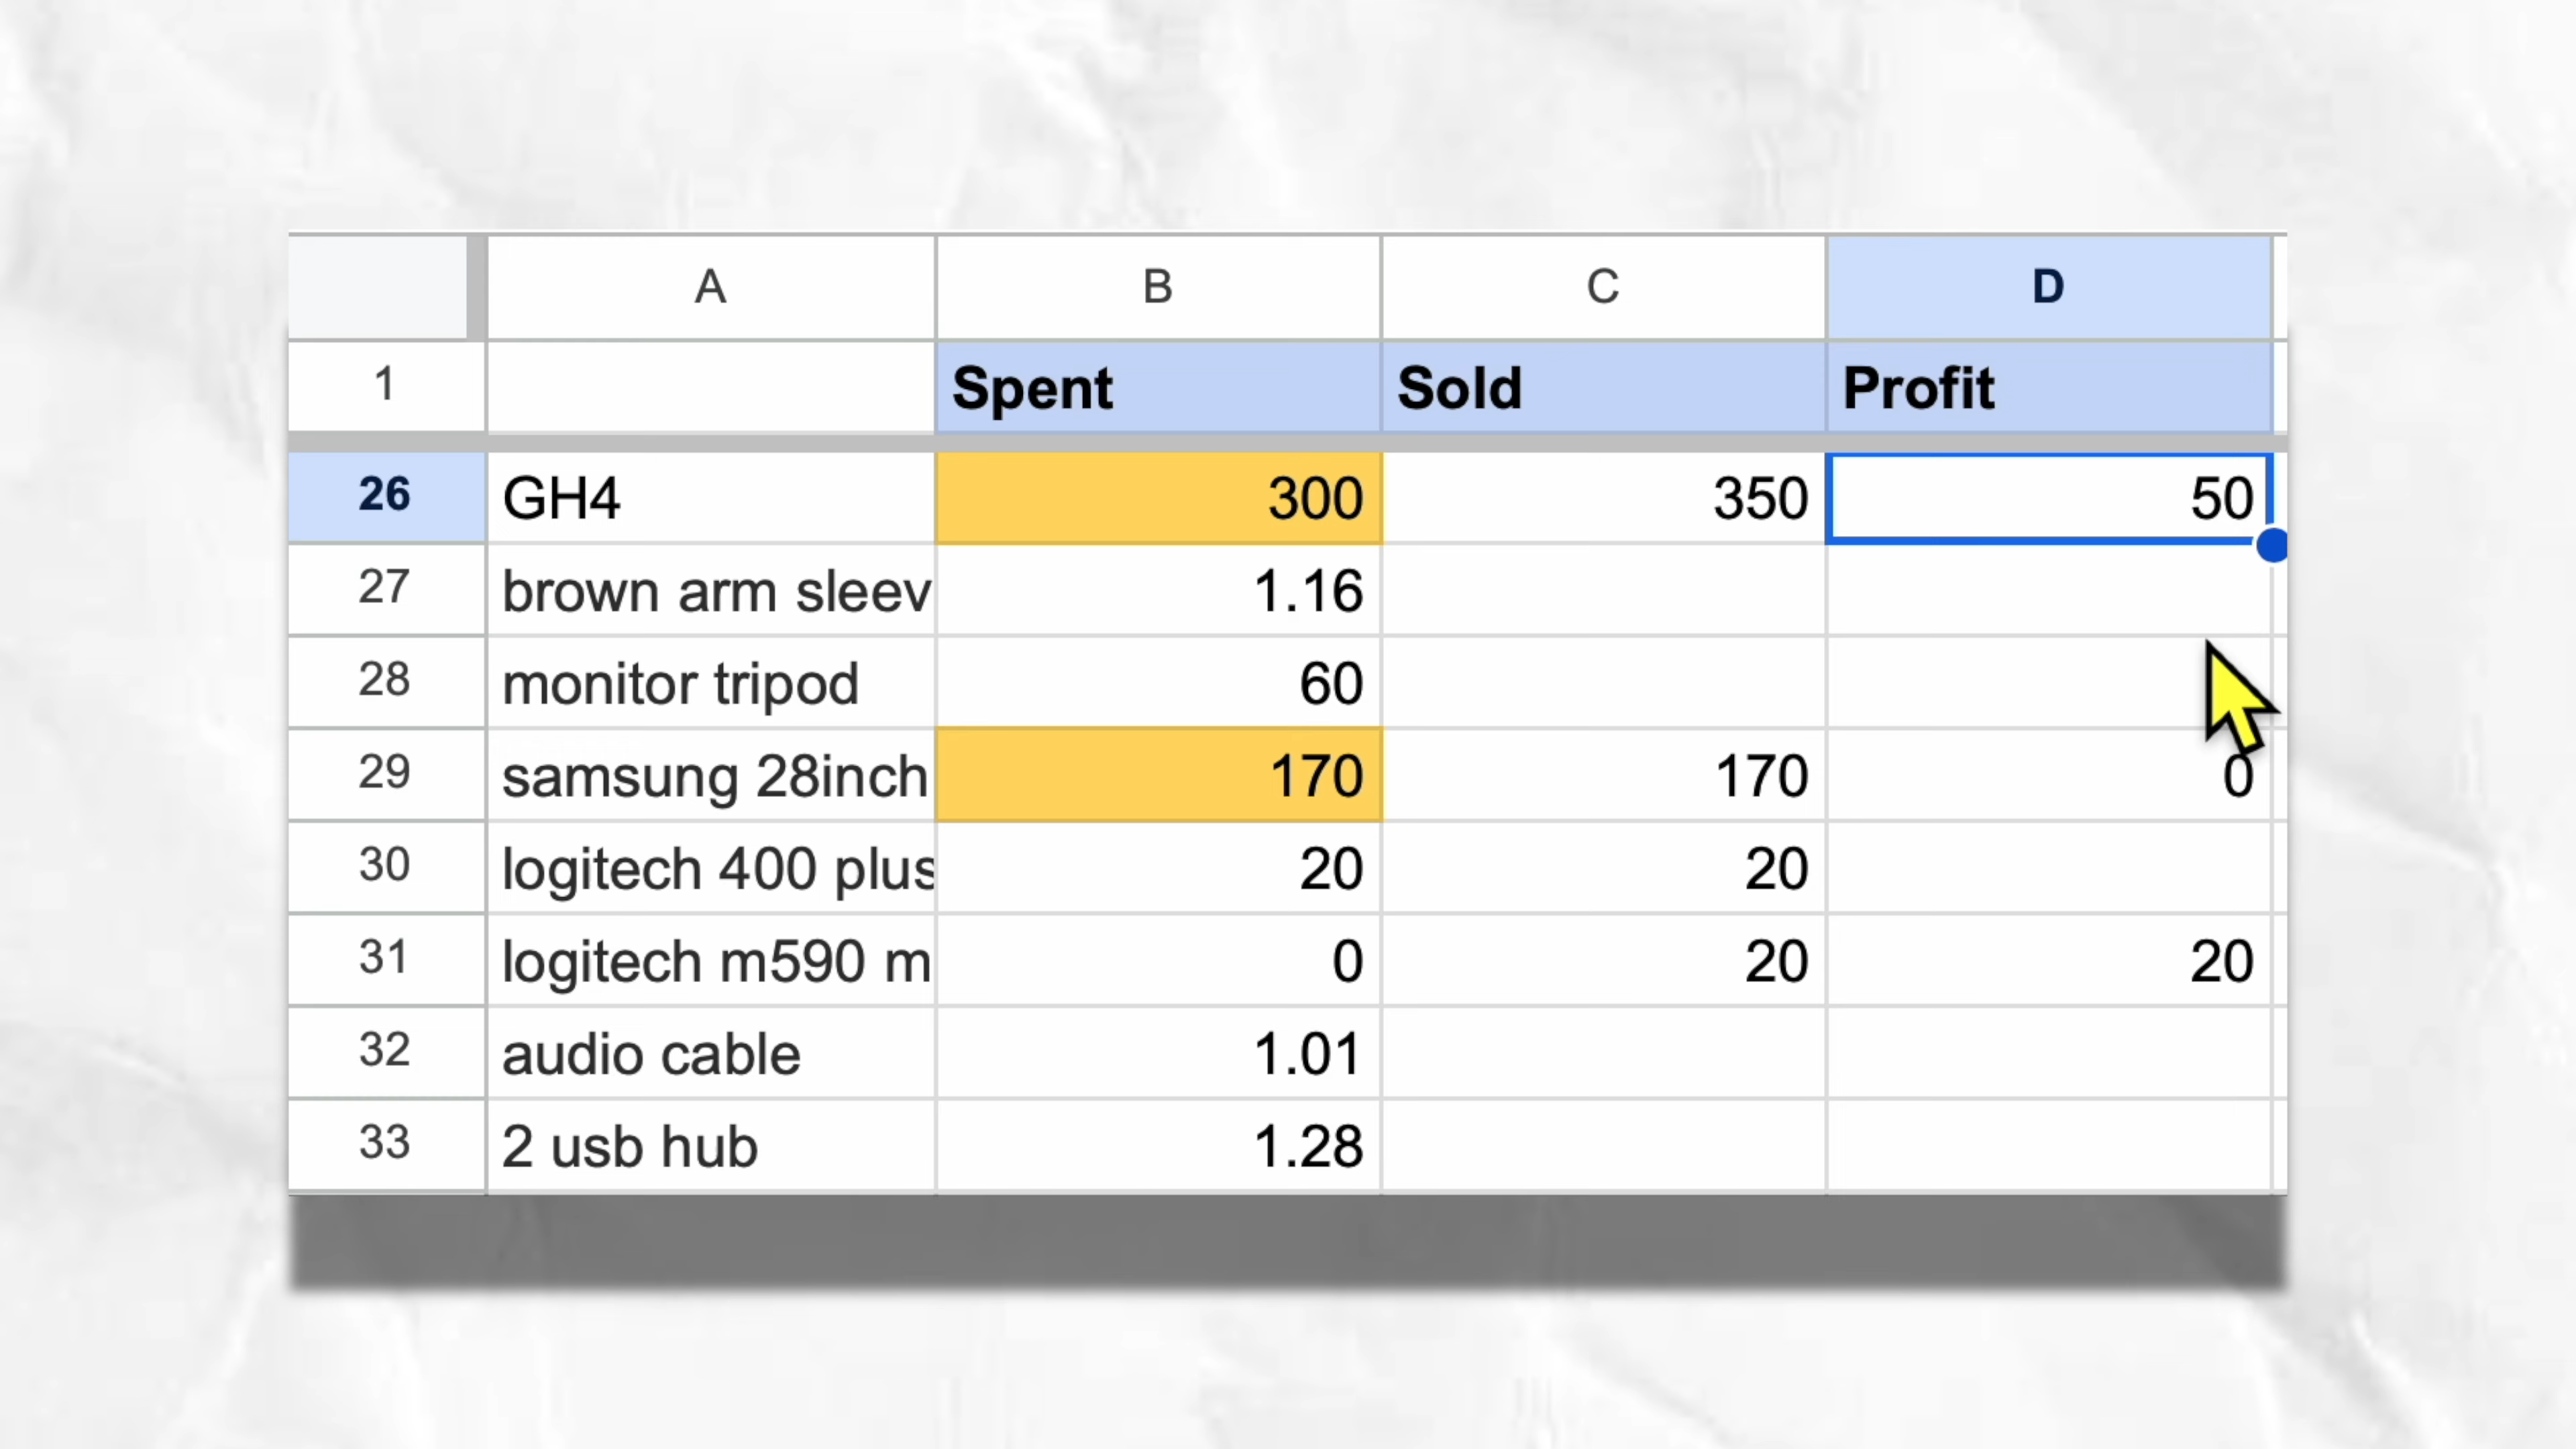 A B C D
1 Spent Sold Profit
26 GH4 300 350 50
27 brown arm sleev 1.16
28 monitor tripod 60
29 samsung 28inch 170 170 0
30 logitech 400 plus 20 20
31 logitech m590 m 0 20 20
32 audio cable 1.01
33 2 usb hub 1.28